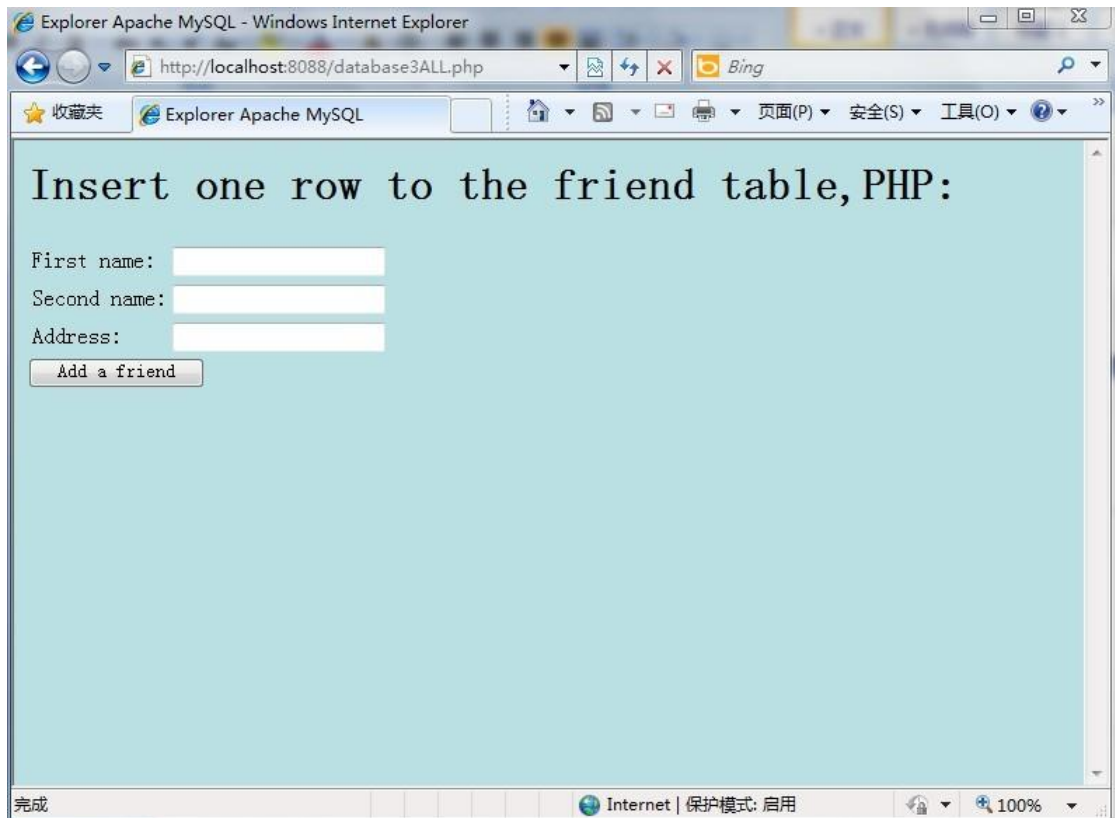 Explorer Apache MySQL - Windows Internet Explorer
http://localhost:8088/database3ALL.php Bing
收藏夹 Explorer Apache MySQL 页面(P) 安全(S) 工具(O)
Insert one row to the friend table,PHP:
First name:
Second name:
Address:
Add a friend
完成 Internet | 保护模式: 启用 100%